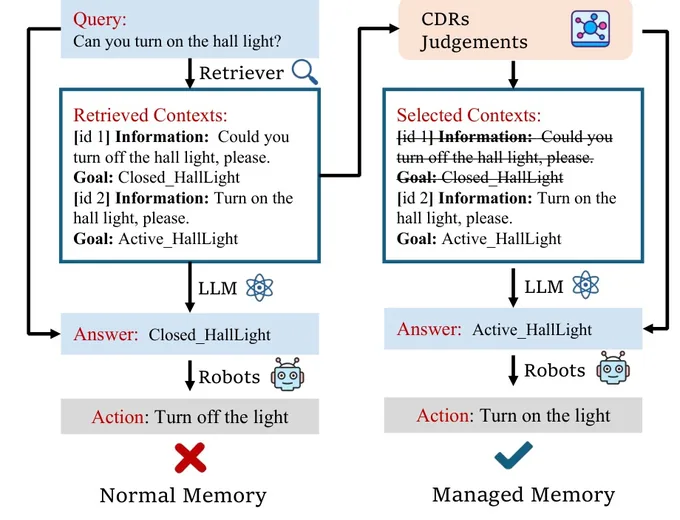 Query:
Can you turn on the hall light?
Retriever
Retrieved Contexts:
[id 1] Information: Could you
turn off the hall light, please.
Goal: Closed_HallLight
[id 2] Information: Turn on the
hall light, please.
Goal: Active_HallLight
LLM
Answer: Closed_HallLight
Robots
Action: Turn off the light
Normal Memory
CDRs
Judgements
Selected Contexts:
[id 1] Information: Could you
turn off the hall light, please.
Goal: Closed_HallLight
[id 2] Information: Turn on the
hall light, please.
Goal: Active_HallLight
LLM
Answer: Active_HallLight
Robots
Action: Turn on the light
Managed Memory